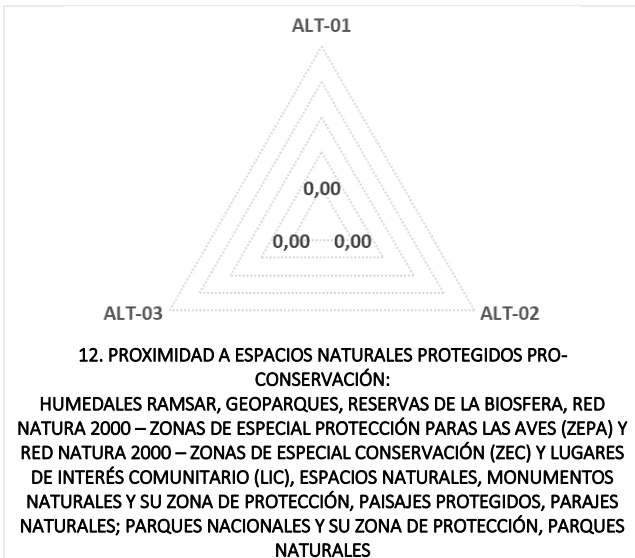 ALT-01
0,00
0,00 0,00
ALT-03 ALT-02
12. PROXIMIDAD A ESPACIOS NATURALES PROTEGIDOS PRO-
CONSERVACIÓN:
HUMEDALES RAMSAR, GEOPARQUES, RESERVAS DE LA BIOSFERA, RED
NATURA 2000 – ZONAS DE ESPECIAL PROTECCIÓN PARAS LAS AVES (ZEPA) Y
RED NATURA 2000 – ZONAS DE ESPECIAL CONSERVACIÓN (ZEC) Y LUGARES
DE INTERÉS COMUNITARIO (LIC), ESPACIOS NATURALES, MONUMENTOS
NATURALES Y SU ZONA DE PROTECCIÓN, PAISAJES PROTEGIDOS, PARAJES
NATURALES; PARQUES NACIONALES Y SU ZONA DE PROTECCIÓN, PARQUES
NATURALES